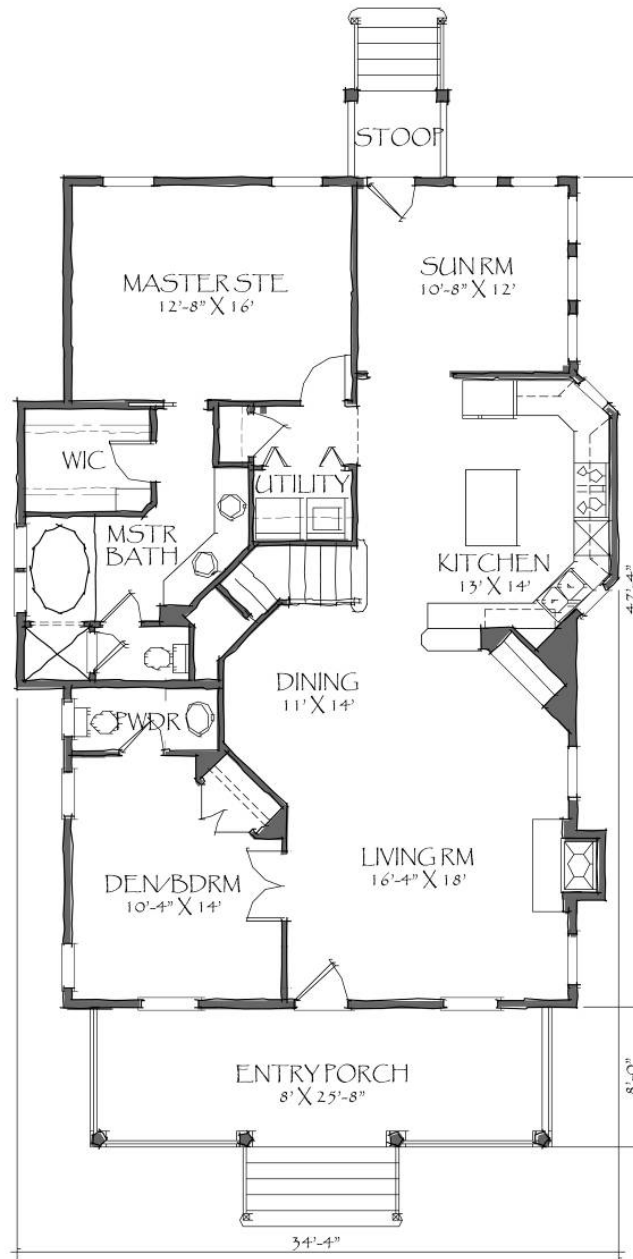 STOOP
MASTER STE
12'-8" X 16'
SUN RM
10'-8" X 12'
WIC
UTILITY
MSTR
BATH
KITCHEN
13' X 14'
47'-4"
DINING
11' X 14'
PWDR
LIVING RM
16'-4" X 18'
DEN/BDRM
10'-4" X 14'
ENTRY PORCH
8' X 25'-8"
8'-0"
34'-4"